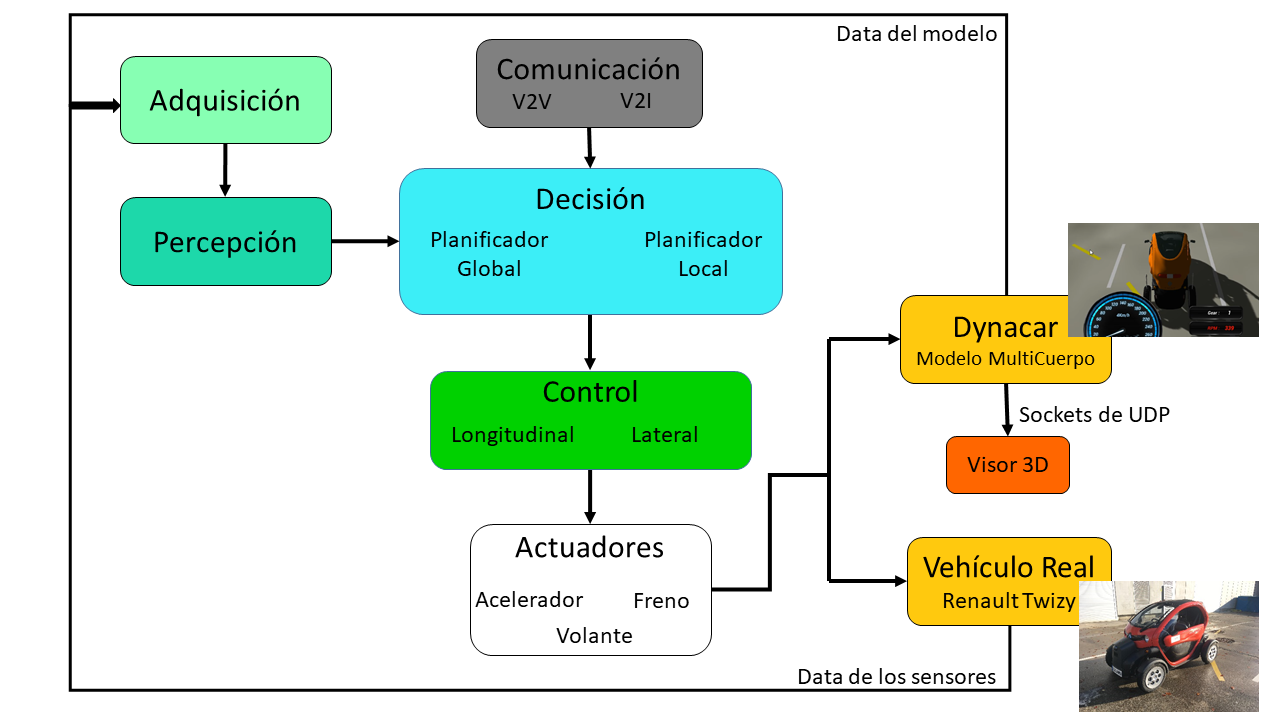 Data del modelo
Adquisición
Comunicación
V2V V2I
Percepción
Decisión
Planificador Planificador
Global Local
Control
Longitudinal Lateral
Actuadores
Acelerador Freno
Volante
Dynacar
Modelo MultiCuerpo
Gear : 1
Sockets de UDP
Visor 3D
Vehículo Real
Renault Twizy
Data de los sensores